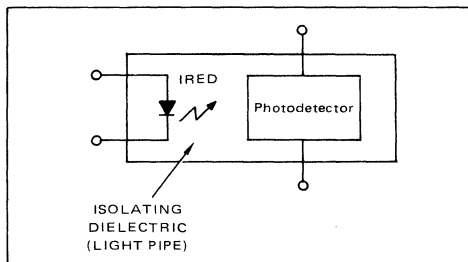 IRED
Photodetector
ISOLATING
DIELECTRIC
(LIGHT PIPE)